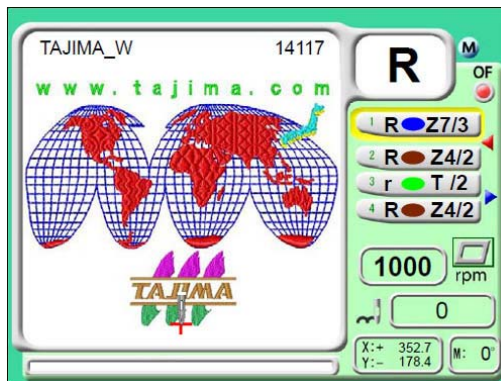 TAJIMA_W 14117
www.tajima.com
TAJIMA
R
M
OF
1 R Z7/3
2 R Z4/2
3 r T /2
4 R Z4/2
1000 rpm
0
X:+ 352.7
Y:- 178.4
M: 0°